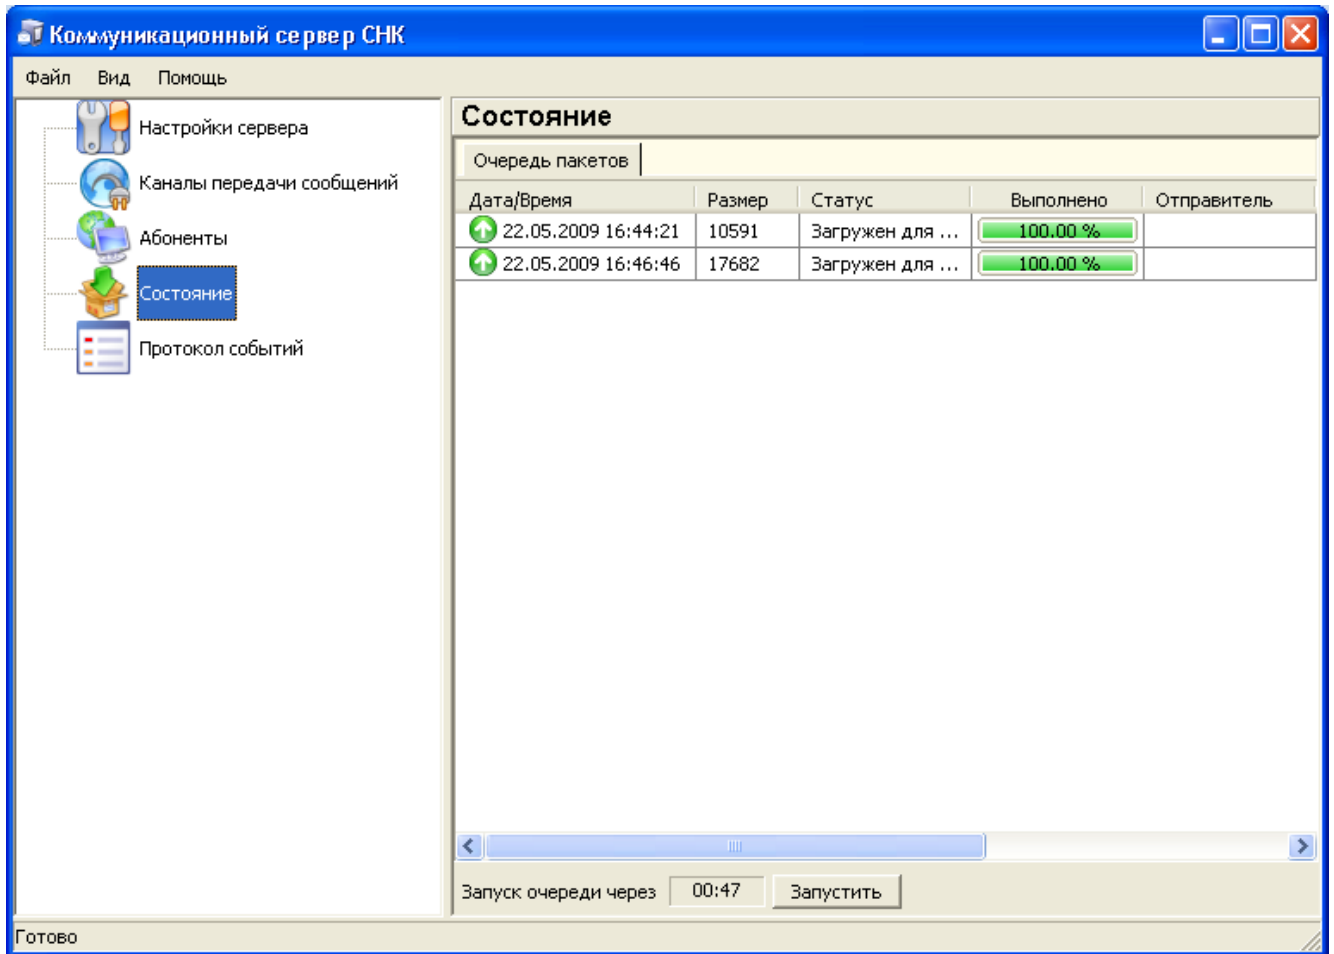 Коммуникационный сервер СНК
Файл Вид Помощь
Настройки сервера
Каналы передачи сообщений
Абоненты
Состояние
Протокол событий
Состояние
Очередь пакетов
Дата/Время Размер Статус Выполнено Отправитель
22.05.2009 16:44:21 10591 Загружен для ... 100.00 %
22.05.2009 16:46:46 17682 Загружен для ... 100.00 %
Запуск очереди через 00:47 Запустить
Готово